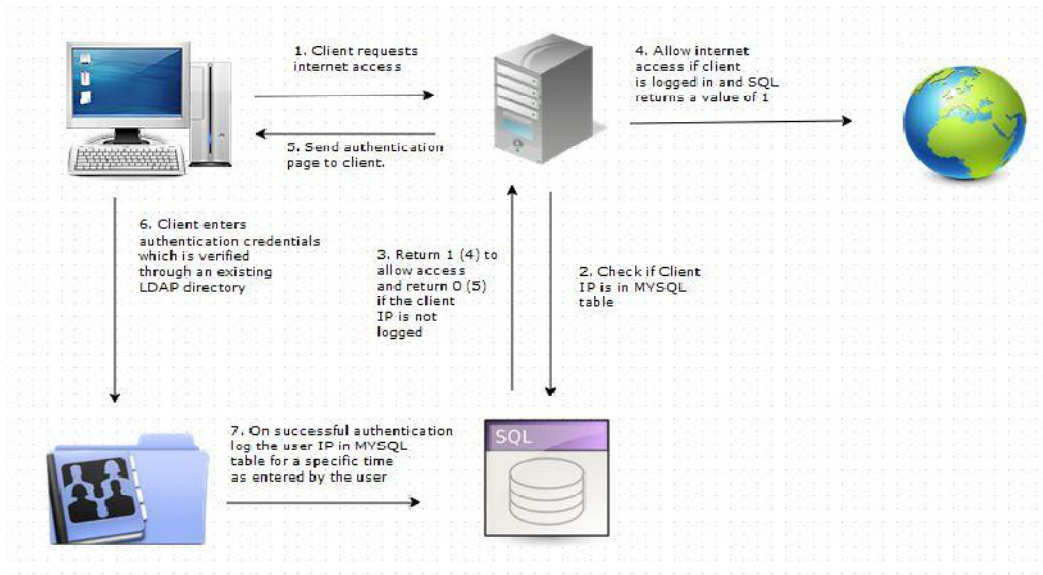 1. Client requests
internet access
4. Allow internet
access if client
is logged in and SQL
returns a value of 1
5. Send authentication
page to client.
6. Client enters
authentication credentials
which is verified
through an existing
LDAP directory
3. Return 1 (4) to
allow access
and return 0 (5)
if the client
IP is not
logged
2. Check if Client
IP is in MYSQL
table
7. On successful authentication
log the user IP in MYSQL
table for a specific time
as entered by the user
SQL